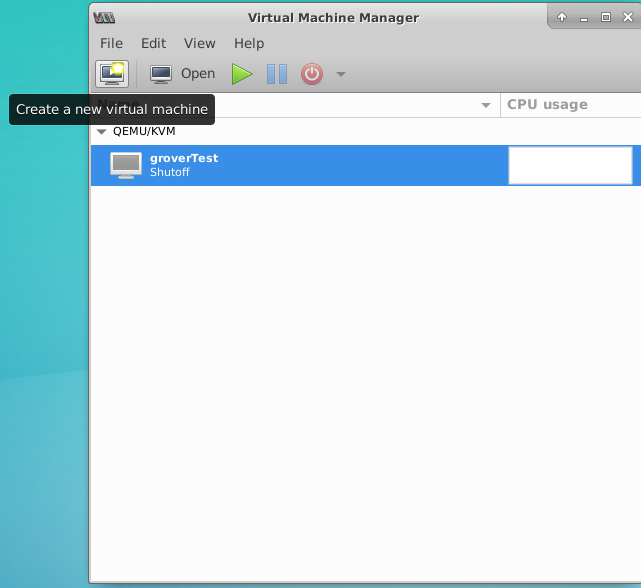 Virtual Machine Manager
File Edit View Help
Open
Create a new virtual machine
CPU usage
QEMU/KVM
groverTest
Shutoff